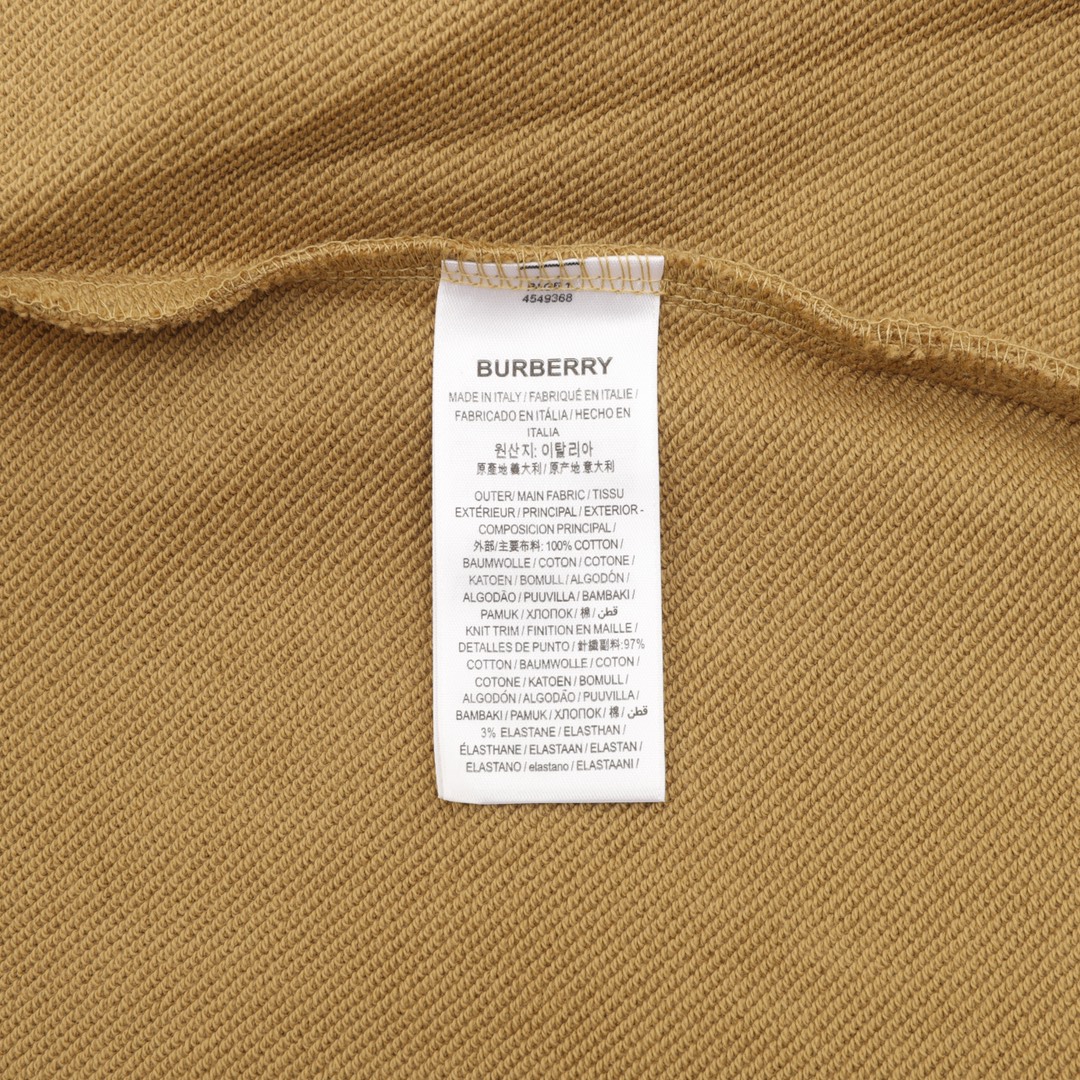 4549368
BURBERRY
MADE IN ITALY / FABRIQUÉ EN ITALIE /
FABRICADO EN ITÁLIA / HECHO EN
ITALIA
원산지: 이탈리아
原產地 義大利 / 原产地 意大利
OUTER/ MAIN FABRIC / TISSU
EXTÉRIEUR / PRINCIPAL / EXTERIOR -
COMPOSICION PRINCIPAL /
外部/主要布料: 100% COTTON /
BAUMWOLLE / COTON / COTONE /
KATOEN / BOMULL / ALGODÓN /
ALGODÃO / PUUVILLA / BAMBAKI /
PAMUK / ХЛОПОК / 棉 / قطن /
KNIT TRIM / FINITION EN MAILLE /
DETALLES DE PUNTO / 針織副料: 97%
COTTON / BAUMWOLLE / COTON /
COTONE / KATOEN / BOMULL /
ALGODÓN / ALGODÃO / PUUVILLA /
BAMBAKI / PAMUK / ХЛОПОК / 棉 / قطن
3% ELASTANE / ELASTHAN /
ÉLASTHANE / ELASTAAN / ELASTAN /
ELASTANO / elastano / ELASTAANI /